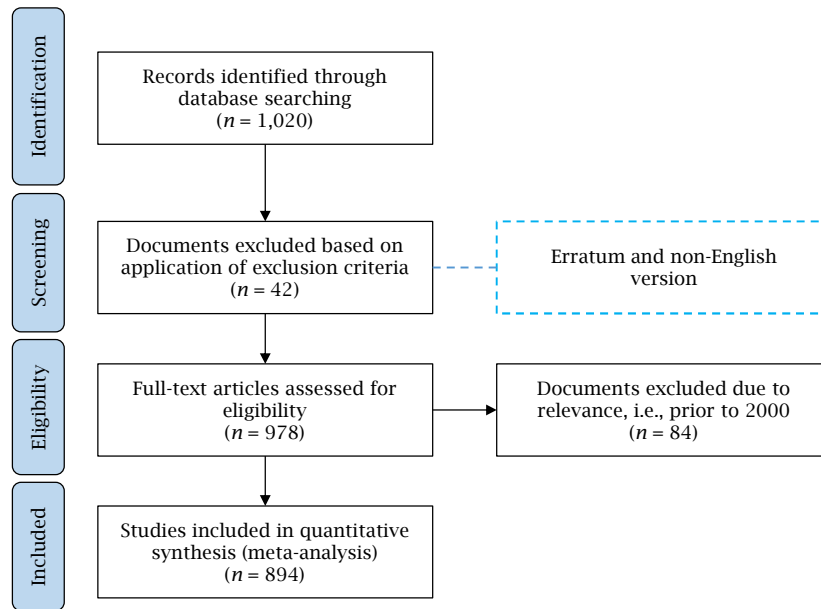 Identification
Records identified through
database searching
(n = 1,020)
Screening
Documents excluded based on
application of exclusion criteria
(n = 42)
Erratum and non-English
version
Eligibility
Full-text articles assessed for
eligibility
(n = 978)
Documents excluded due to
relevance, i.e., prior to 2000
(n = 84)
Included
Studies included in quantitative
synthesis (meta-analysis)
(n = 894)